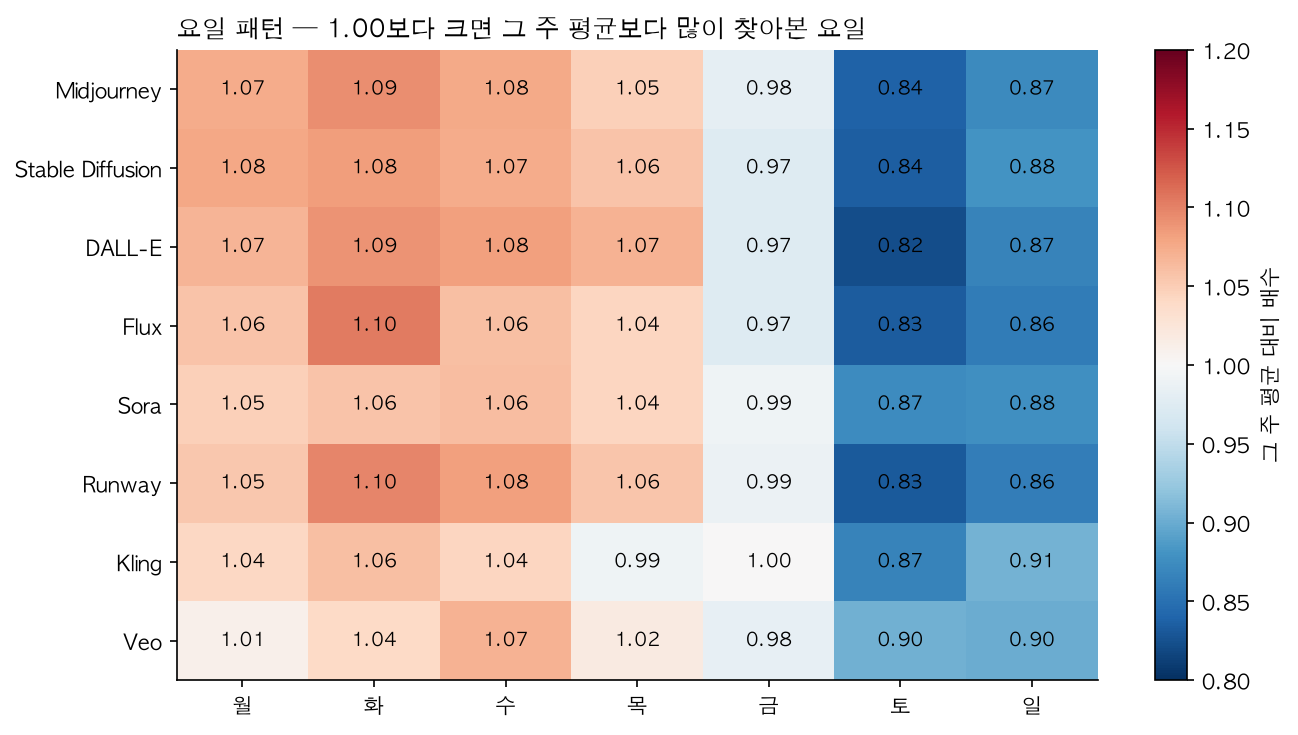 요일 패턴 — 1.00보다 크면 그 주 평균보다 많이 찾아본 요일
Midjourney 1.07 1.09 1.08 1.05 0.98 0.84 0.87
Stable Diffusion 1.08 1.08 1.07 1.06 0.97 0.84 0.88
DALL-E 1.07 1.09 1.08 1.07 0.97 0.82 0.87
Flux 1.06 1.10 1.06 1.04 0.97 0.83 0.86
Sora 1.05 1.06 1.06 1.04 0.99 0.87 0.88
Runway 1.05 1.10 1.08 1.06 0.99 0.83 0.86
Kling 1.04 1.06 1.04 0.99 1.00 0.87 0.91
Veo 1.01 1.04 1.07 1.02 0.98 0.90 0.90
월 화 수 목 금 토 일
1.20
1.15
1.10
1.05
1.00
0.95
0.90
0.85
0.80
그 주 평균 대비 배수